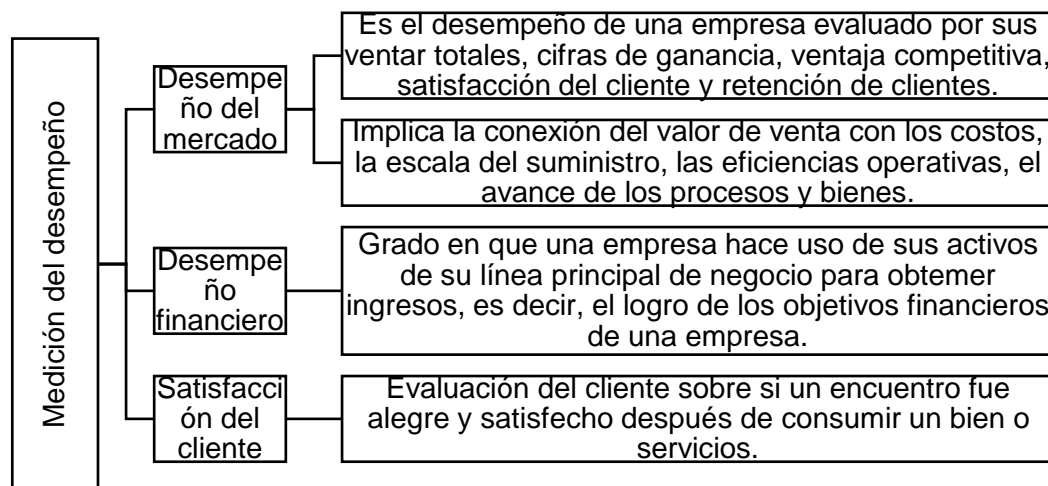 Medición del desempeño
Desempe
ño del
mercado
Es el desempeño de una empresa evaluado por sus
ventar totales, cifras de ganancia, ventaja competitiva,
satisfacción del cliente y retención de clientes.
Implica la conexión del valor de venta con los costos,
la escala del suministro, las eficiencias operativas, el
avance de los procesos y bienes.
Desempe
ño
financiero
Grado en que una empresa hace uso de sus activos
de su línea principal de negocio para obtemer
ingresos, es decir, el logro de los objetivos financieros
de una empresa.
Satisfacci
ón del
cliente
Evaluación del cliente sobre si un encuentro fue
alegre y satisfecho después de consumir un bien o
servicios.